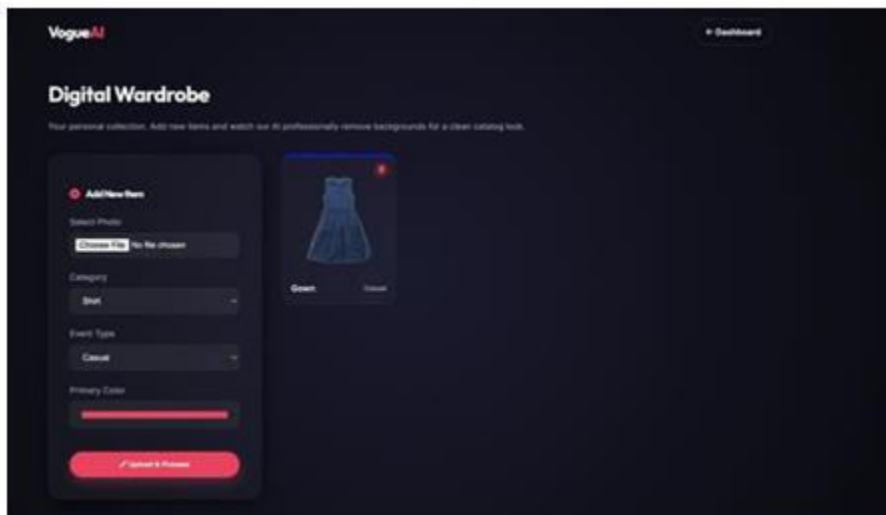 VogueAI
← Dashboard
Digital Wardrobe
Your personal collection. Add new items and watch our AI professionally remove backgrounds for a clean catalog look.
Add New Item
Select Photo
Choose File No file chosen
Category
Shirt
Event Type
Casual
Primary Color
Upload & Process
Gown
Casual